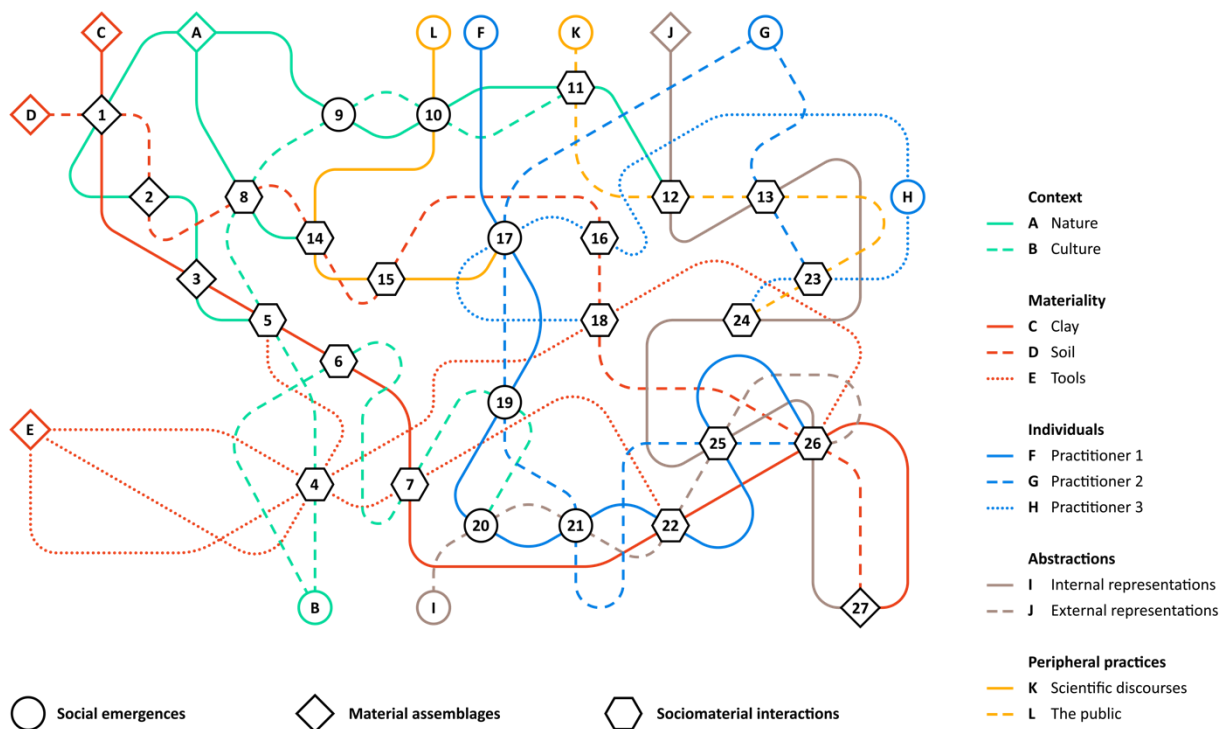 C
A
L
F
K
J
G
11
D
1
9
10
2
8
12
13
H
14
17
16
3
15
23
5
18
24
6
19
E
25
26
4
7
20
21
22
B
I
27
Context
A Nature
B Culture
Materiality
C Clay
D Soil
E Tools
Individuals
F Practitioner 1
G Practitioner 2
H Practitioner 3
Abstractions
I Internal representations
J External representations
Peripheral practices
K Scientific discourses
L The public
Social emergences
Material assemblages
Sociomaterial interactions